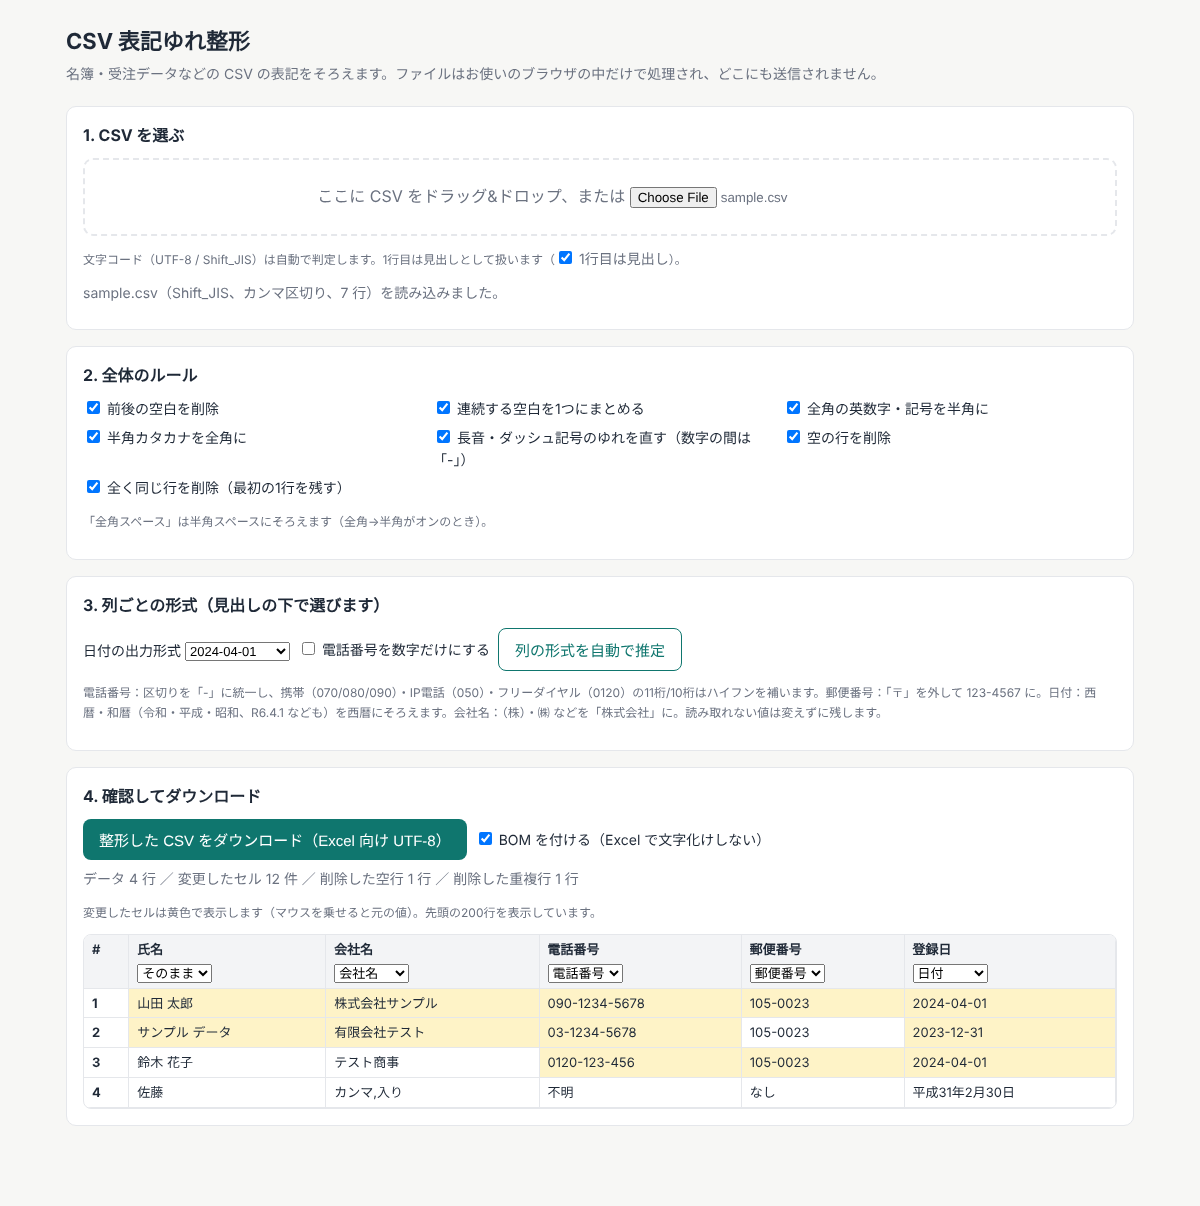 CSV 表記ゆれ整形
名簿・受注データなどの CSV の表記をそろえます。ファイルはお使いのブラウザの中だけで処理され、どこにも送信されません。
1. CSV を選ぶ
ここに CSV をドラッグ&ドロップ、または Choose File sample.csv
文字コード（UTF-8 / Shift_JIS）は自動で判定します。1行目は見出しとして扱います（ 1行目は見出し）。
sample.csv（Shift_JIS、カンマ区切り、7 行）を読み込みました。
2. 全体のルール
前後の空白を削除 連続する空白を1つにまとめる 全角の英数字・記号を半角に
半角カタカナを全角に 長音・ダッシュ記号のゆれを直す（数字の間は 空の行を削除
「-」）
全く同じ行を削除（最初の1行を残す）
「全角スペース」は半角スペースにそろえます（全角→半角がオンのとき）。
3. 列ごとの形式（見出しの下で選びます）
日付の出力形式 2024-04-01 電話番号を数字だけにする 列の形式を自動で推定
電話番号：区切りを「-」に統一し、携帯（070/080/090）・IP電話（050）・フリーダイヤル（0120）の11桁/10桁はハイフンを補います。郵便番号：「〒」を外して 123-4567 に。日付：西
暦・和暦（令和・平成・昭和、R6.4.1 なども）を西暦にそろえます。会社名：（株）・㈱ などを「株式会社」に。読み取れない値は変えずに残します。
4. 確認してダウンロード
整形した CSV をダウンロード（Excel 向け UTF-8） BOM を付ける（Excel で文字化けしない）
データ 4 行 ／ 変更したセル 12 件 ／ 削除した空行 1 行 ／ 削除した重複行 1 行
変更したセルは黄色で表示します（マウスを乗せると元の値）。先頭の200行を表示しています。
# 氏名 会社名 電話番号 郵便番号 登録日
そのまま 会社名 電話番号 郵便番号 日付
1 山田 太郎 株式会社サンプル 090-1234-5678 105-0023 2024-04-01
2 サンプル データ 有限会社テスト 03-1234-5678 105-0023 2023-12-31
3 鈴木 花子 テスト商事 0120-123-456 105-0023 2024-04-01
4 佐藤 カンマ,入り 不明 なし 平成31年2月30日